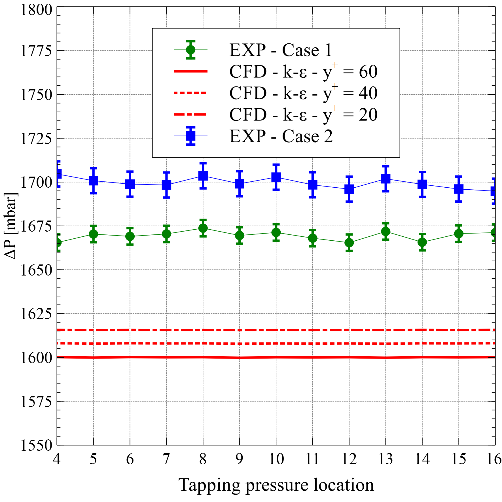 1800
1775
1750
1725
1700
1675
1650
1625
1600
1575
1550
ΔP [mbar]
EXP - Case 1
CFD - k-ε - y⁺ = 60
CFD - k-ε - y⁺ = 40
CFD - k-ε - y⁺ = 20
EXP - Case 2
4 5 6 7 8 9 10 11 12 13 14 15 16
Tapping pressure location